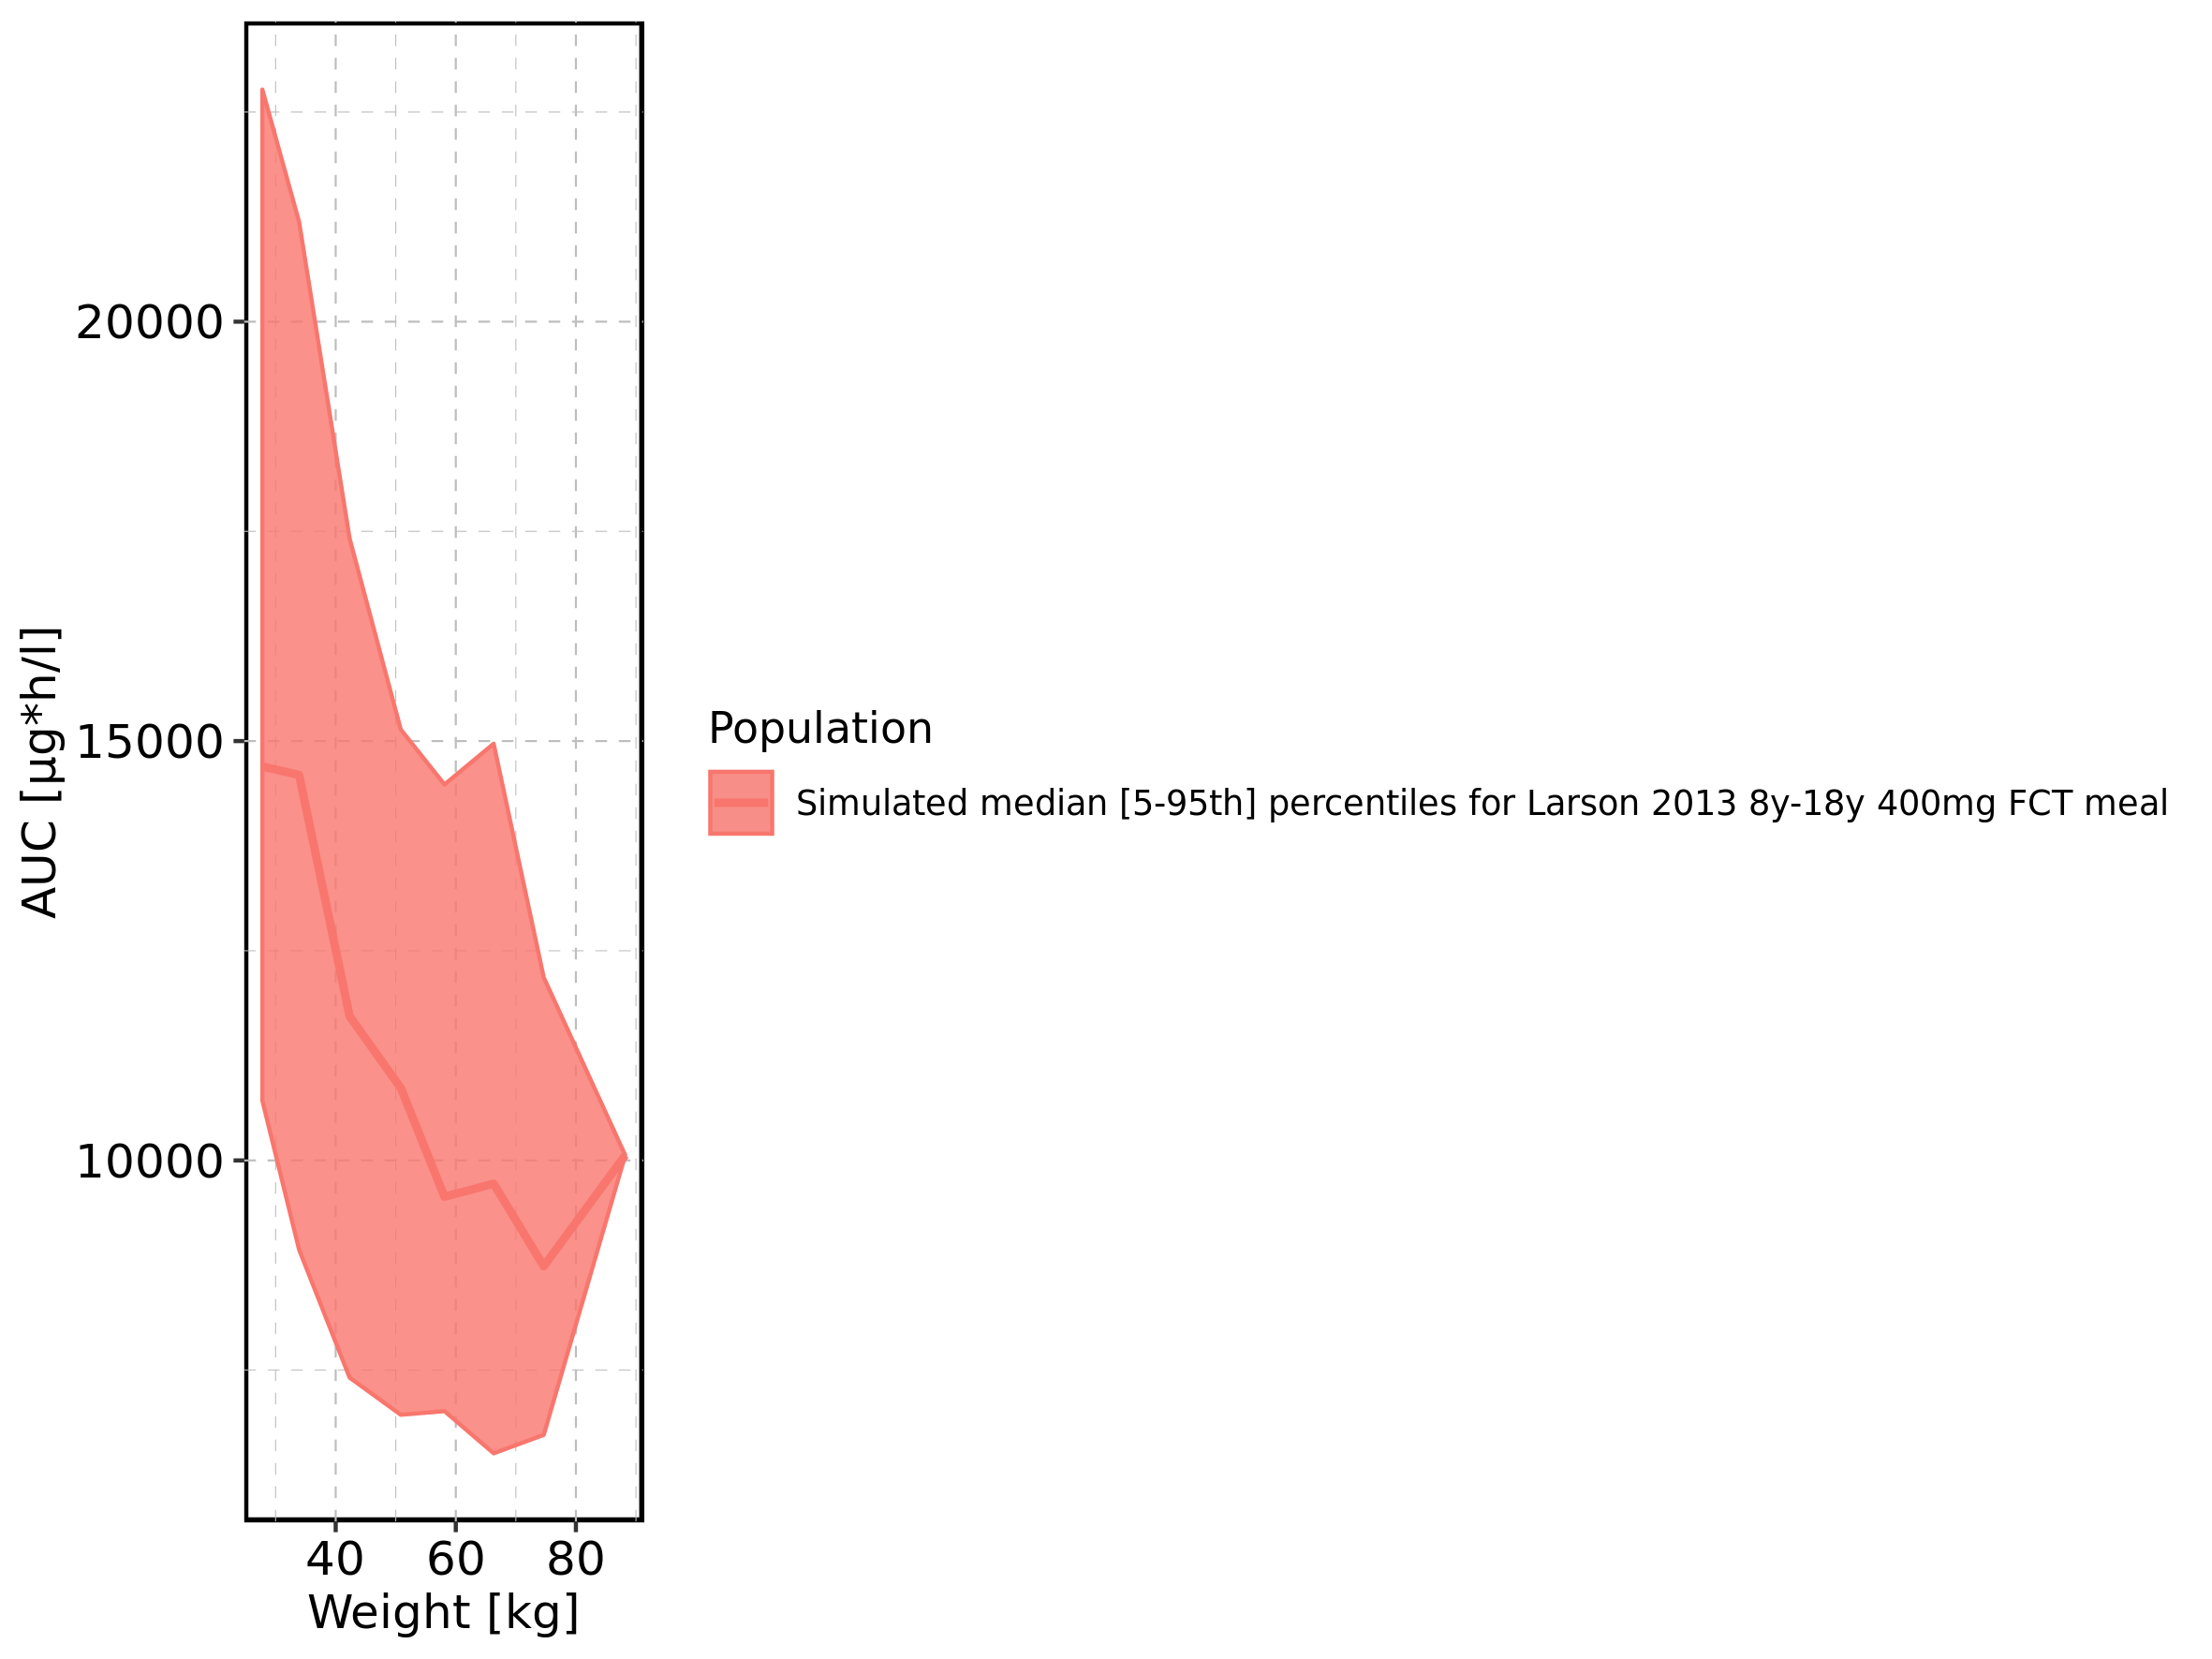 20000
15000
10000
AUC [µg*h/l]
40 60 80
Weight [kg]
Population
Simulated median [5-95th] percentiles for Larson 2013 8y-18y 400mg FCT meal